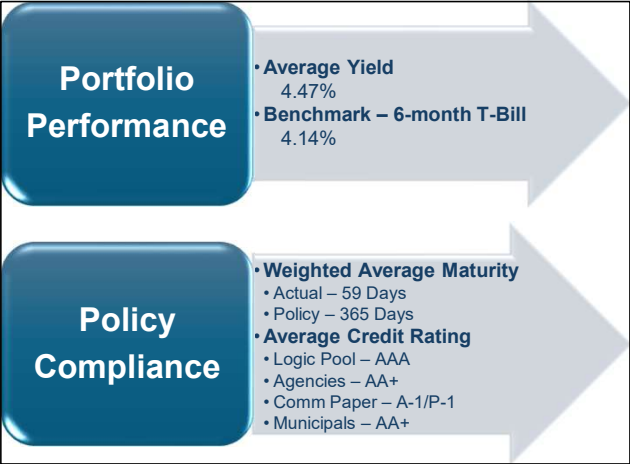 Portfolio
Performance
• Average Yield
4.47%
• Benchmark – 6-month T-Bill
4.14%
Policy
Compliance
• Weighted Average Maturity
• Actual – 59 Days
• Policy – 365 Days
• Average Credit Rating
• Logic Pool – AAA
• Agencies – AA+
• Comm Paper – A-1/P-1
• Municipals – AA+